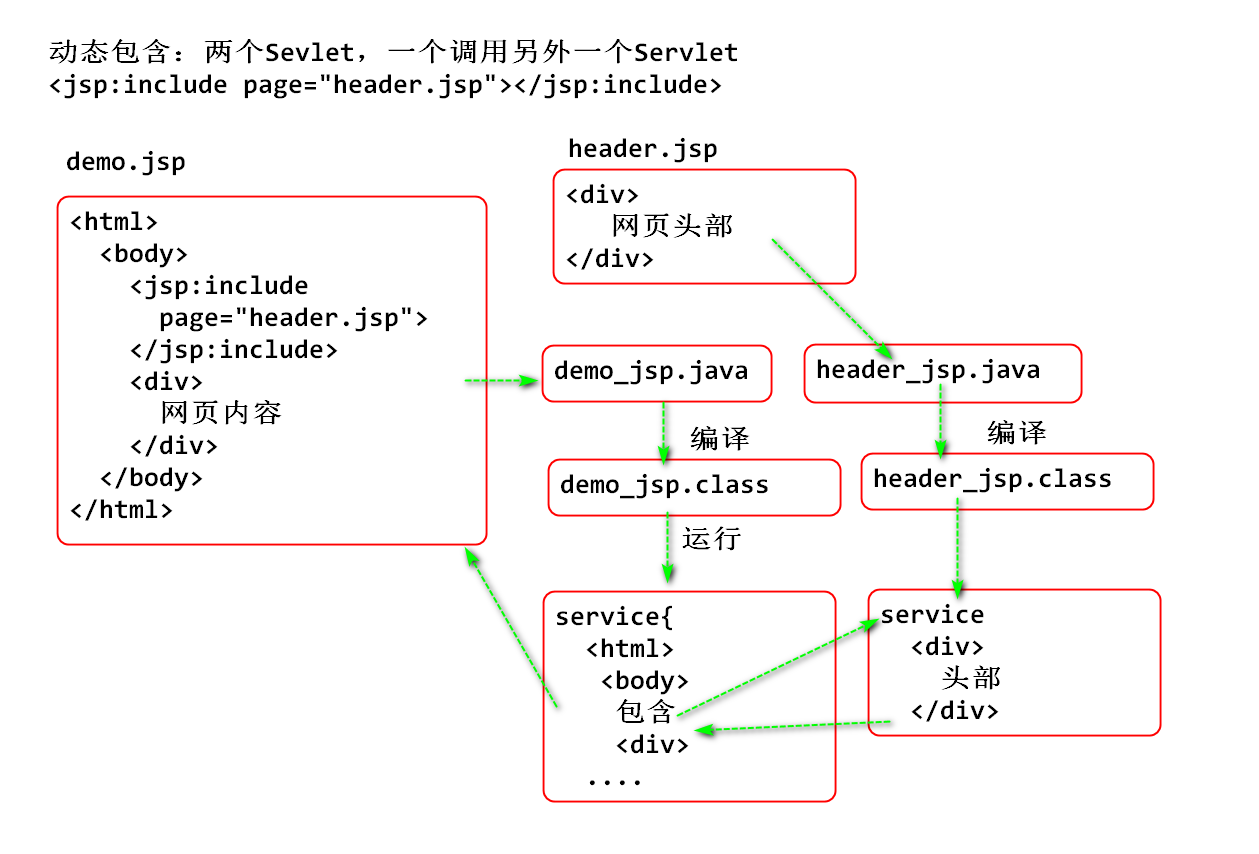 动态包含：两个Sevlet，一个调用另外一个Servlet
<jsp:include page="header.jsp"></jsp:include>
demo.jsp
<html>
<body>
<jsp:include
page="header.jsp">
</jsp:include>
<div>
网页内容
</div>
</body>
</html>
header.jsp
<div>
网页头部
</div>
demo_jsp.java
header_jsp.java
编译
编译
demo_jsp.class
header_jsp.class
运行
service{
<html>
<body>
包含
<div>
....
service
<div>
头部
</div>